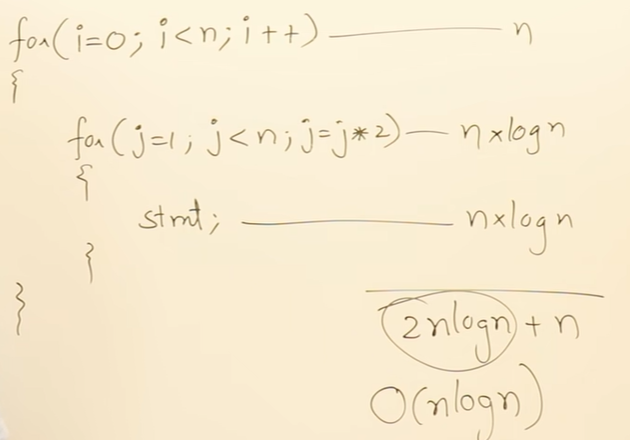 for(i=0; i<n; i++) —— n
{
for(j=1; j<n; j=j*2) — n×logn
{
stmt; —— n×logn
}
}
2nlogn + n
O(nlogn)